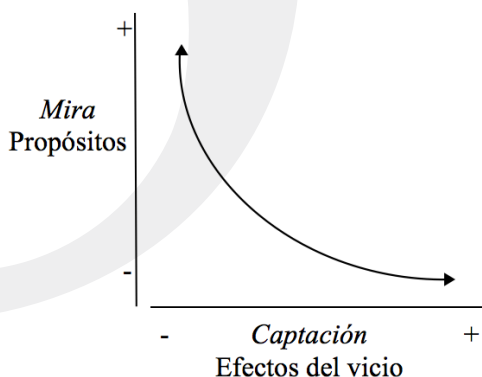 +
Mira
Propósitos
-
- Captación +
Efectos del vicio